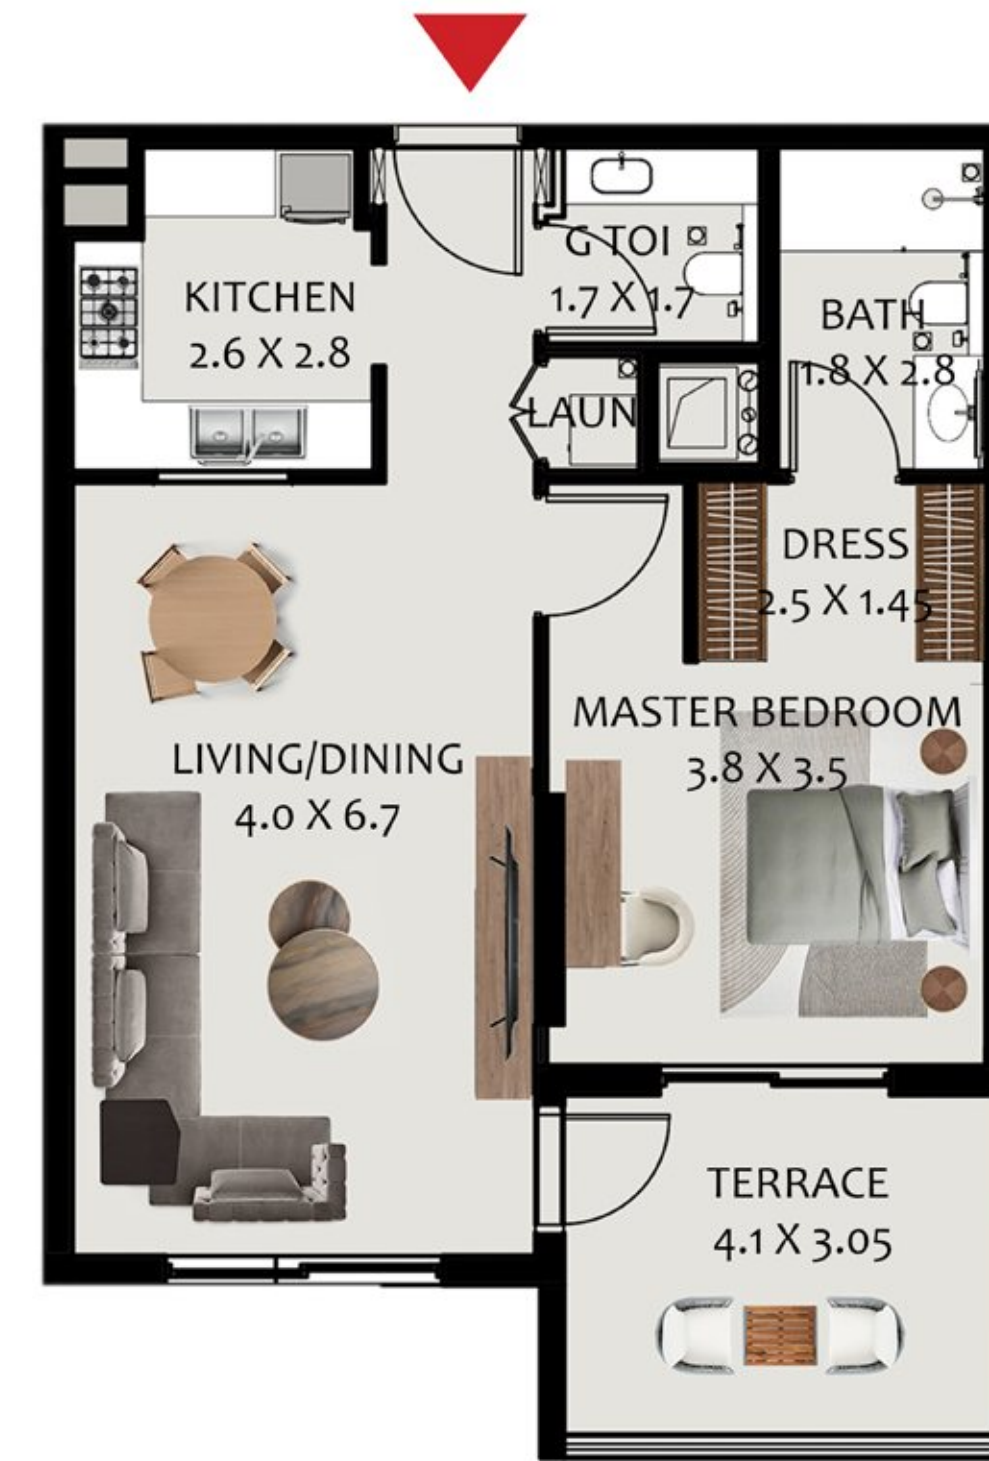 G TOI
1.7 X 1.7
KITCHEN
2.6 X 2.8
BATH
1.8 X 2.8
LAUN
DRESS
2.5 X 1.45
MASTER BEDROOM
3.8 X 3.5
LIVING/DINING
4.0 X 6.7
TERRACE
4.1 X 3.05